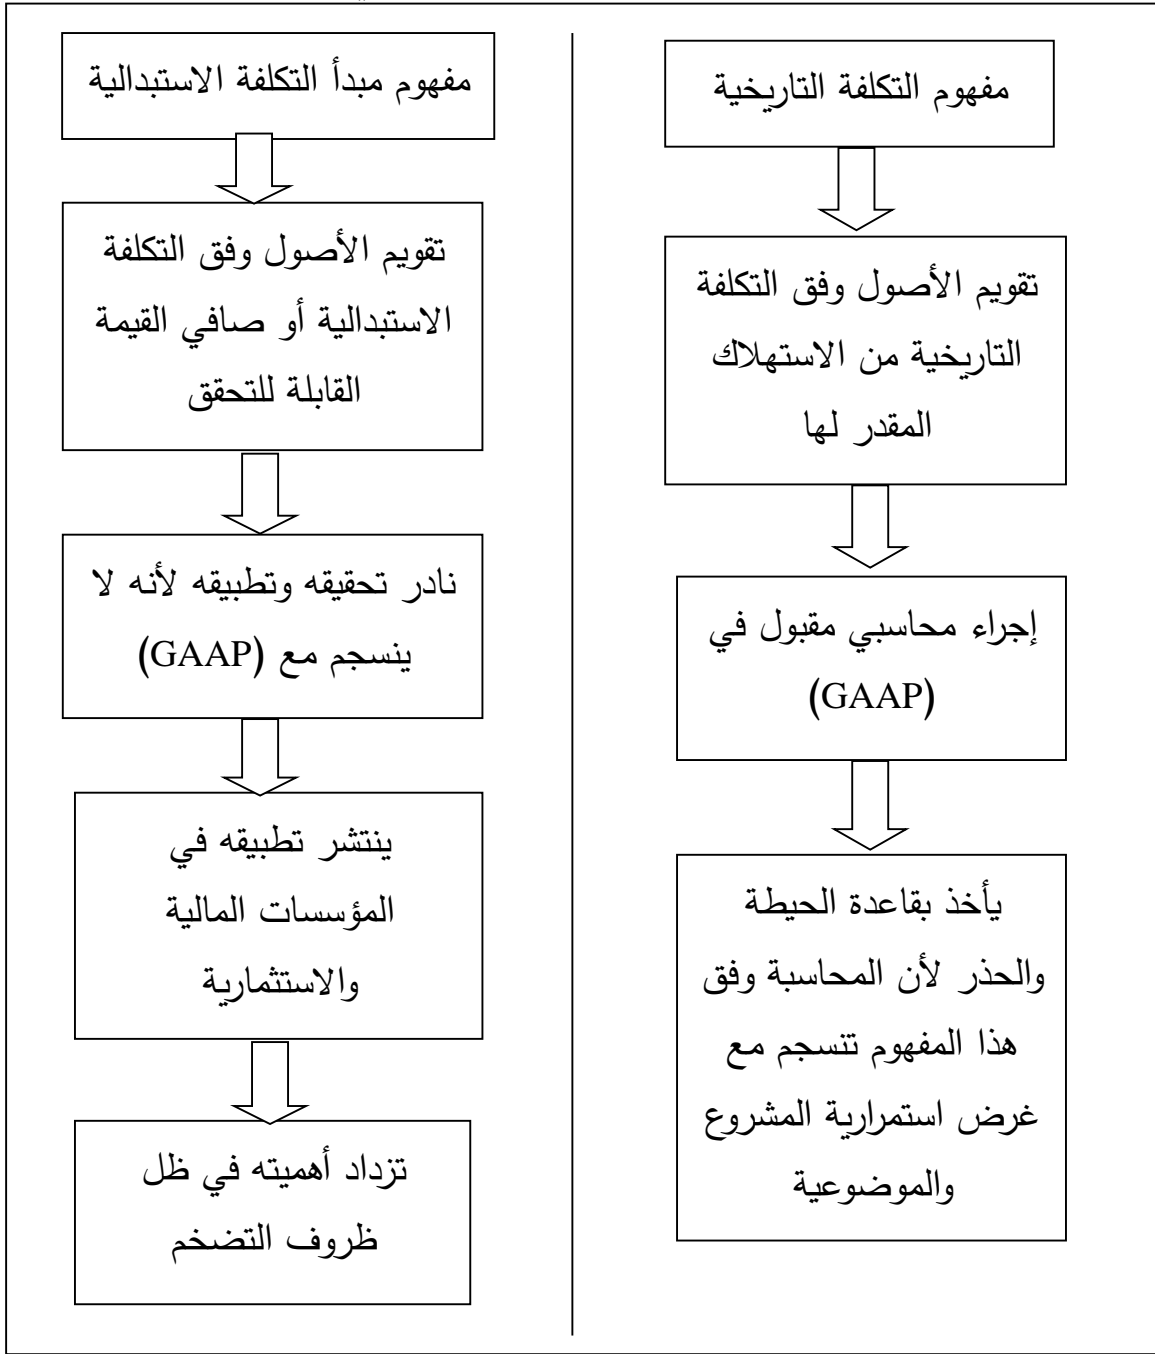 مفهوم التكلفة التاريخية
تقويم الأصول وفق التكلفة
التاريخية من الاستهلاك
المقدر لها
إجراء محاسبي مقبول في
(GAAP)
يأخذ بقاعدة الحيطة
والحذر لأن المحاسبة وفق
هذا المفهوم تنسجم مع
غرض استمرارية المشروع
والموضوعية
مفهوم مبدأ التكلفة الاستبدالية
تقويم الأصول وفق التكلفة
الاستبدالية أو صافي القيمة
القابلة للتحقق
نادر تحقيقه وتطبيقه لأنه لا
ينسجم مع (GAAP)
ينتشر تطبيقه في
المؤسسات المالية
والاستثمارية
تزداد أهميته في ظل
ظروف التضخم